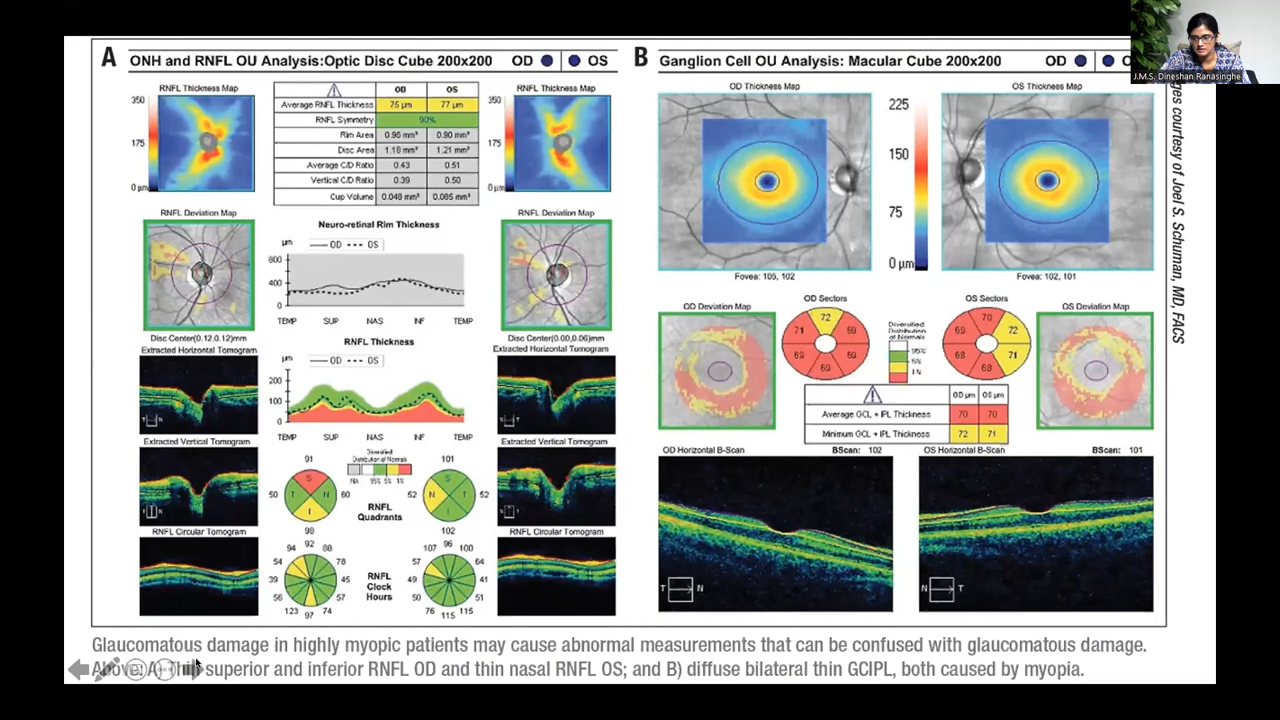 J.M.S. Dineshan Ranasinghe
A
ONH and RNFL OU Analysis:Optic Disc Cube 200x200
OD
OS
RNFL Thickness Map
350
175
0 µm
OD OS
Average RNFL Thickness 75 µm 77 µm
RNFL Symmetry 90%
Rim Area 0.95 mm² 0.90 mm²
Disc Area 1.18 mm² 1.21 mm²
Average C/D Ratio 0.43 0.51
Vertical C/D Ratio 0.39 0.50
Cup Volume 0.048 mm³ 0.085 mm³
RNFL Thickness Map
350
175
0 µm
RNFL Deviation Map
Disc Center(0.12,0.12)mm
Neuro-retinal Rim Thickness
µm
OD OS
800
400
0
TEMP SUP NAS INF TEMP
RNFL Deviation Map
Disc Center(0.00,0.06)mm
Extracted Horizontal Tomogram
T N
RNFL Thickness
µm
OD OS
200
100
0
TEMP SUP NAS INF TEMP
Extracted Horizontal Tomogram
Extracted Vertical Tomogram
Diversified
Distribution of Normals
NA 95% 5% 1%
91
50 S T N I 60
98
RNFL
Quadrants
101
52 S N T I 52
102
Extracted Vertical Tomogram
RNFL Circular Tomogram
94 92 88
54 78
39 45
56 57
123 97 74
RNFL
Clock
Hours
107 96 100
57 64
49 41
50 51
76 115 115
RNFL Circular Tomogram
B
Ganglion Cell OU Analysis: Macular Cube 200x200
OD
OD Thickness Map
Fovea: 105, 102
225
150
75
0 µm
OS Thickness Map
Fovea: 102, 101
OD Deviation Map
OD Sectors
72
71 69
69 69
69
Diversified:
Distribution
of Normals
95%
5%
1%
OS Sectors
70
69 72
68 71
68
OS Deviation Map
OD µm OS µm
Average GCL + IPL Thickness 70 70
Minimum GCL + IPL Thickness 72 71
OD Horizontal B-Scan BScan: 102
T N
OS Horizontal B-Scan BScan: 101
N T
ges courtesy of Joel S. Schuman, MD, FACS
Glaucomatous damage in highly myopic patients may cause abnormal measurements that can be confused with glaucomatous damage.
Above: A) Thin superior and inferior RNFL OD and thin nasal RNFL OS; and B) diffuse bilateral thin GCIPL, both caused by myopia.